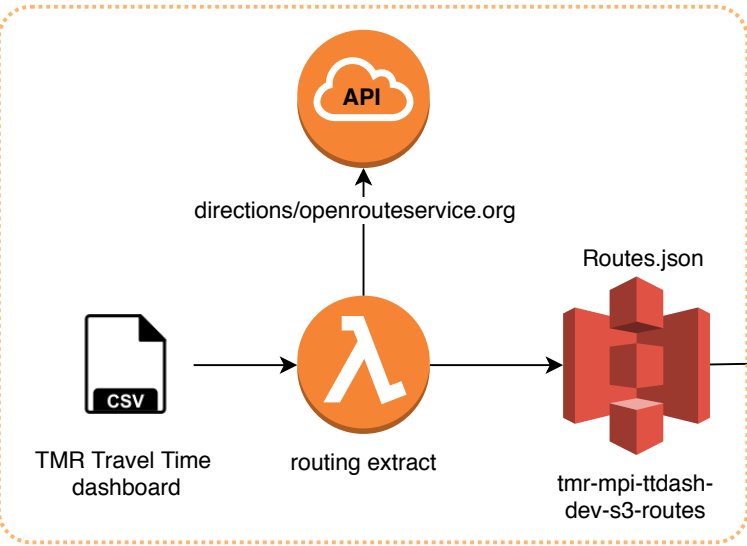 API
directions/openrouteservice.org
Routes.json
CSV
TMR Travel Time
dashboard
routing extract
tmr-mpi-ttdash-
dev-s3-routes